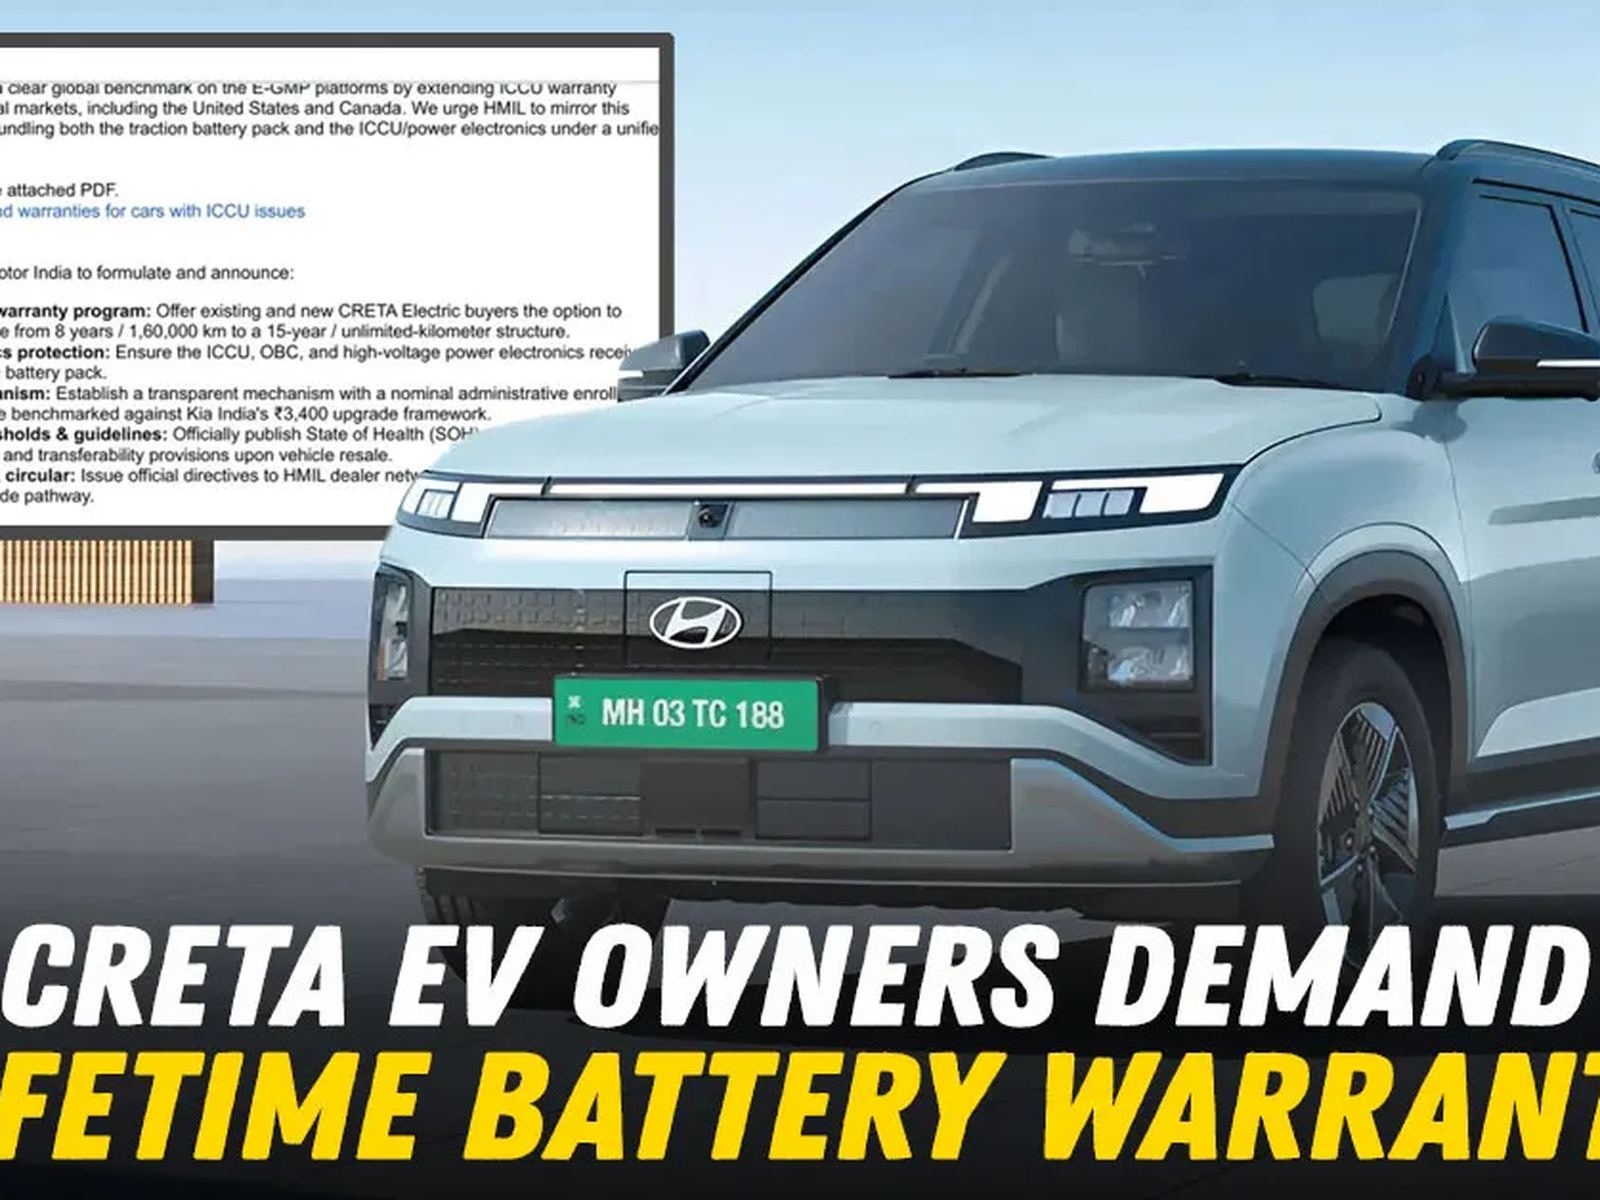 clear global benchmark on the E-GMP platforms by extending ICCU warranty
al markets, including the United States and Canada. We urge HMIL to mirror this
undling both the traction battery pack and the ICCU/power electronics under a unifie
attached PDF.
nd warranties for cars with ICCU issues
otor India to formulate and announce:
warranty program: Offer existing and new CRETA Electric buyers the option to
e from 8 years / 1,60,000 km to a 15-year / unlimited-kilometer structure.
cs protection: Ensure the ICCU, OBC, and high-voltage power electronics receiv
battery pack.
anism: Establish a transparent mechanism with a nominal administrative enroll
e benchmarked against Kia India's ₹3,400 upgrade framework.
sholds & guidelines: Officially publish State of Health (SOH)
and transferability provisions upon vehicle resale.
circular: Issue official directives to HMIL dealer netw
de pathway.
MH 03 TC 188
CRETA EV OWNERS DEMAND
FETIME BATTERY WARRANT